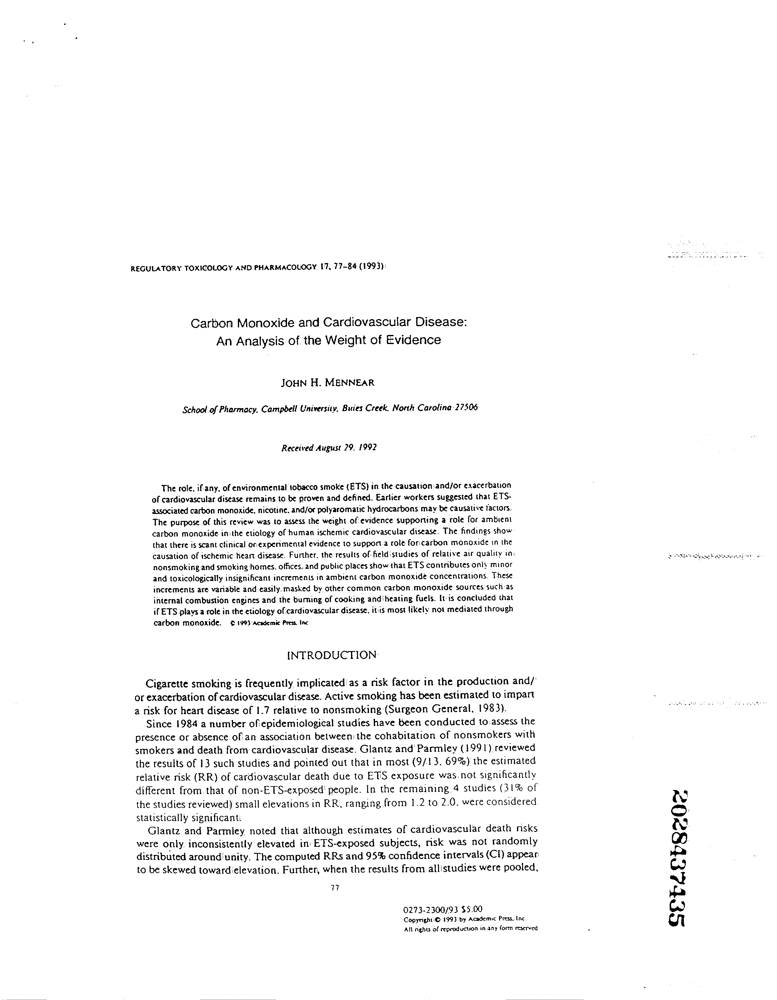 REGULATORY TOXICOLOGY AND PHARMACOLOGY 17, 77–84 (1993)
Carbon Monoxide and Cardiovascular Disease:
An Analysis of the Weight of Evidence
JOHN H. MENNEAR
School of Pharmacy, Campbell University, Buies Creek, North Carolina 27506
Received August 29, 1992
The role, if any, of environmental tobacco smoke (ETS) in the causation and/or exacerbation
of cardiovascular disease remains to be proven and defined. Earlier workers suggested that ETS-
associated carbon monoxide, nicotine, and/or polyaromatic hydrocarbons may be causative factors.
The purpose of this review was to assess the weight of evidence supporting a role for ambient
carbon monoxide in the etiology of human ischemic cardiovascular disease. The findings show
that there is scant clinical or experimental evidence to support a role for carbon monoxide in the
causation of ischemic heart disease. Further, the results of field studies of relative air quality in
nonsmoking and smoking homes, offices, and public places show that ETS contributes only minor
and toxicologically insignificant increments in ambient carbon monoxide concentrations. These
increments are variable and easily masked by other common carbon monoxide sources such as
internal combustion engines and the burning of cooking and heating fuels. It is concluded that
if ETS plays a role in the etiology of cardiovascular disease, it is most likely not mediated through
carbon monoxide. © 1993 Academic Press, Inc
INTRODUCTION
Cigarette smoking is frequently implicated as a risk factor in the production and/
or exacerbation of cardiovascular disease. Active smoking has been estimated to impart
a risk for heart disease of 1.7 relative to nonsmoking (Surgeon General, 1983).
Since 1984 a number of epidemiological studies have been conducted to assess the
presence or absence of an association between the cohabitation of nonsmokers with
smokers and death from cardiovascular disease. Glantz and Parmley (1991) reviewed
the results of 13 such studies and pointed out that in most (9/13, 69%) the estimated
relative risk (RR) of cardiovascular death due to ETS exposure was not significantly
different from that of non-ETS-exposed people. In the remaining 4 studies (31% of
the studies reviewed) small elevations in RR, ranging from 1.2 to 2.0, were considered
statistically significant.
Glantz and Parmley noted that although estimates of cardiovascular death risks
were only inconsistently elevated in ETS-exposed subjects, risk was not randomly
distributed around unity. The computed RRs and 95% confidence intervals (CI) appear
to be skewed toward elevation. Further, when the results from all studies were pooled,
77
0273-2300/93 $5.00
Copyright © 1993 by Academic Press, Inc
All rights of reproduction in any form reserved
2028437435